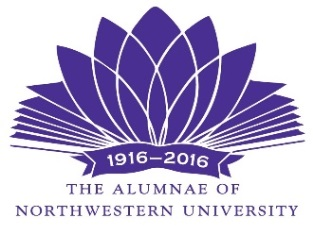 1916–2016
THE ALUMNAE OF
NORTHWESTERN UNIVERSITY